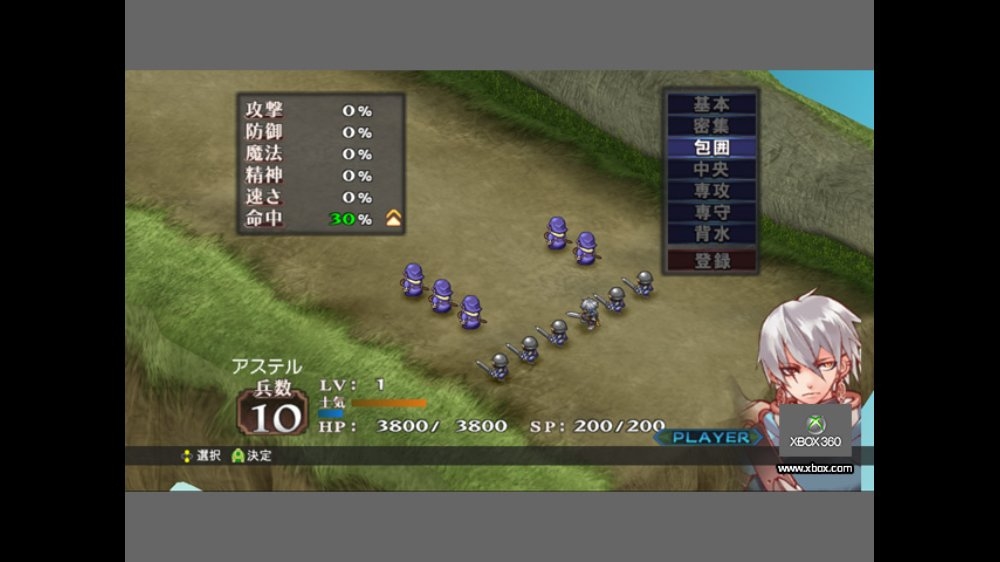 攻撃 0%
防御 0%
魔法 0%
精神 0%
速さ 0%
命中 30%
基本
密集
包囲
中央
専攻
専守
背水
登録
アステル
兵数
10
LV: 1
士気
HP: 3800/ 3800 SP: 200/200
PLAYER
XBOX 360
www.xbox.com
選択 決定